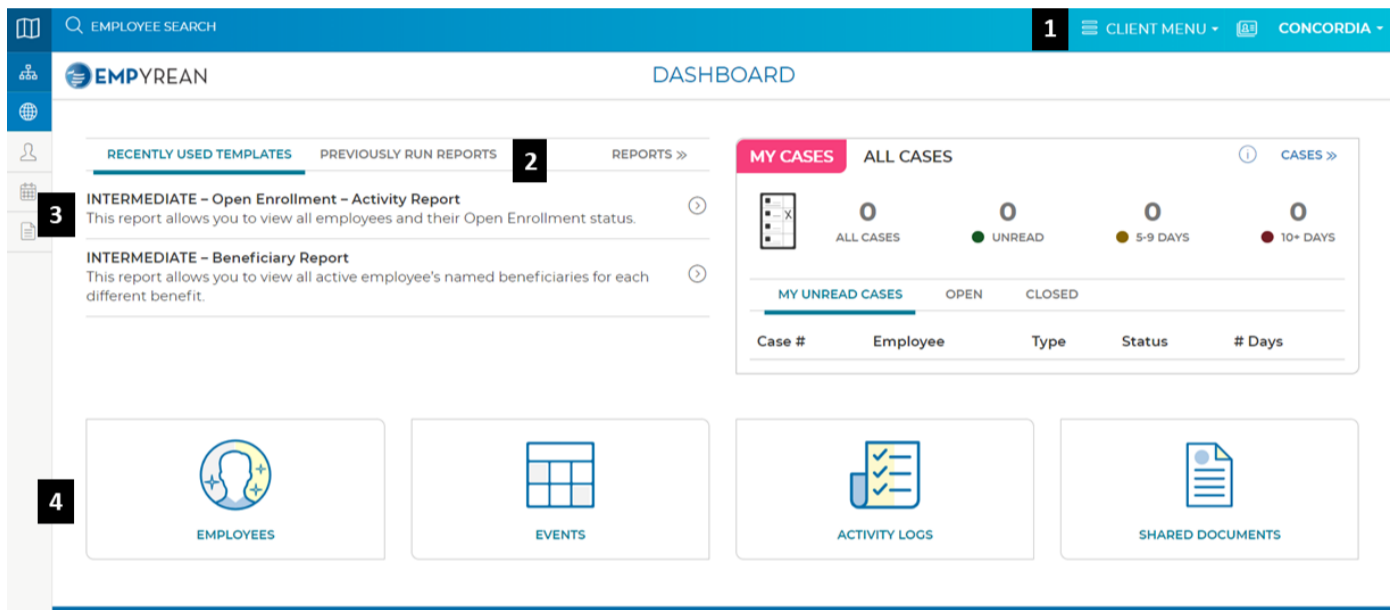 EMPLOYEE SEARCH
1
CLIENT MENU
CONCORDIA
EMPYREAN
DASHBOARD
RECENTLY USED TEMPLATES
PREVIOUSLY RUN REPORTS
2
REPORTS »
INTERMEDIATE – Open Enrollment – Activity Report
This report allows you to view all employees and their Open Enrollment status.
3
INTERMEDIATE – Beneficiary Report
This report allows you to view all active employee's named beneficiaries for each
different benefit.
MY CASES
ALL CASES
CASES »
0
ALL CASES
0
UNREAD
0
5-9 DAYS
0
10+ DAYS
MY UNREAD CASES
OPEN
CLOSED
Case #
Employee
Type
Status
# Days
4
EMPLOYEES
EVENTS
ACTIVITY LOGS
SHARED DOCUMENTS